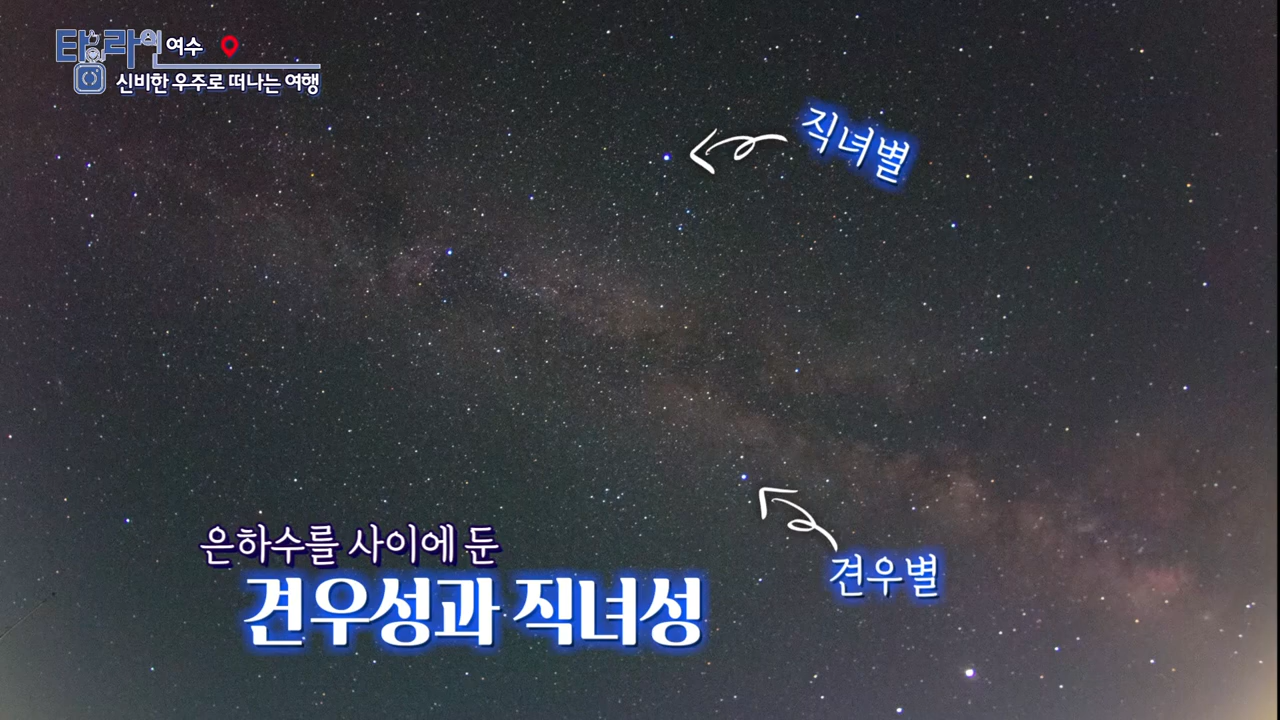 여수
신비한 우주로 떠나는 여행
직녀별
견우별
은하수를 사이에 둔
견우성과 직녀성